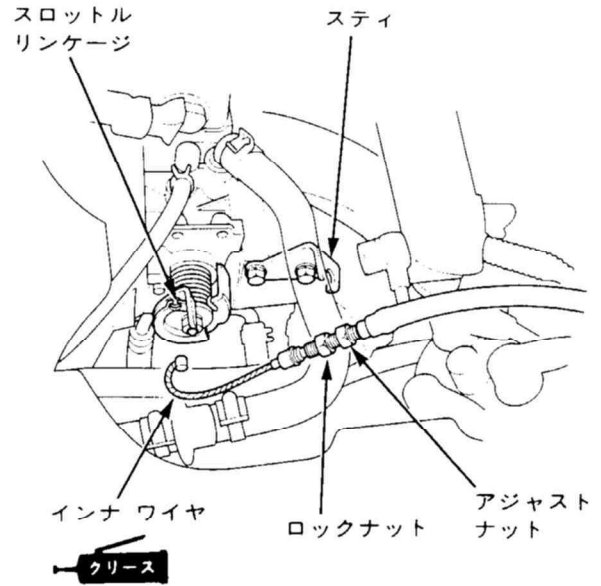 スロットル
リンケージ
スティ
インナ ワイヤ
ロックナット
アジャスト
ナット
クリース